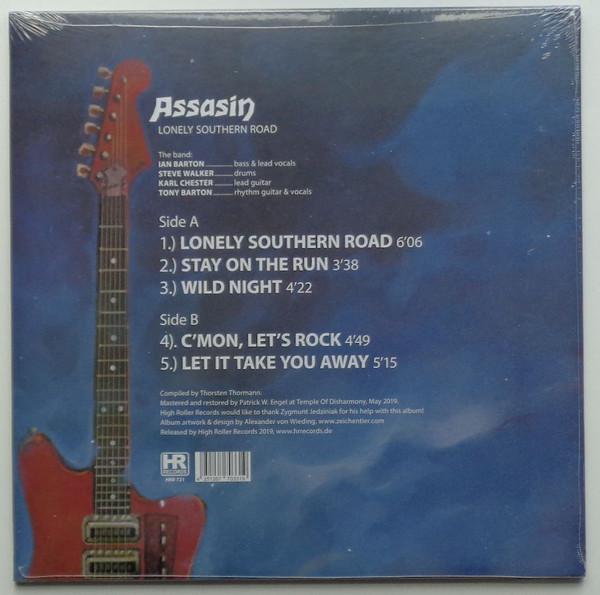 Assasin
LONELY SOUTHERN ROAD
The band:
IAN BARTON ............ bass & lead vocals
STEVE WALKER ........ drums
KARL CHESTER ........ lead guitar
TONY BARTON ........ rhythm guitar & vocals
Side A
1.) LONELY SOUTHERN ROAD 6'06
2.) STAY ON THE RUN 3'38
3.) WILD NIGHT 4'22
Side B
4). C'MON, LET'S ROCK 4'49
5.) LET IT TAKE YOU AWAY 5'15
Compiled by Thorsten Thormann.
Mastered and restored by Patrick W. Engel at Temple Of Disharmony, May 2019.
High Roller Records would like to thank Zygmunt Jedziniak for his help with this album!
Album artwork & design by Alexander von Wieding, www.zeichentier.com
Released by High Roller Records 2019, www.hrrecords.de
HR
RECORDS
HRR 731